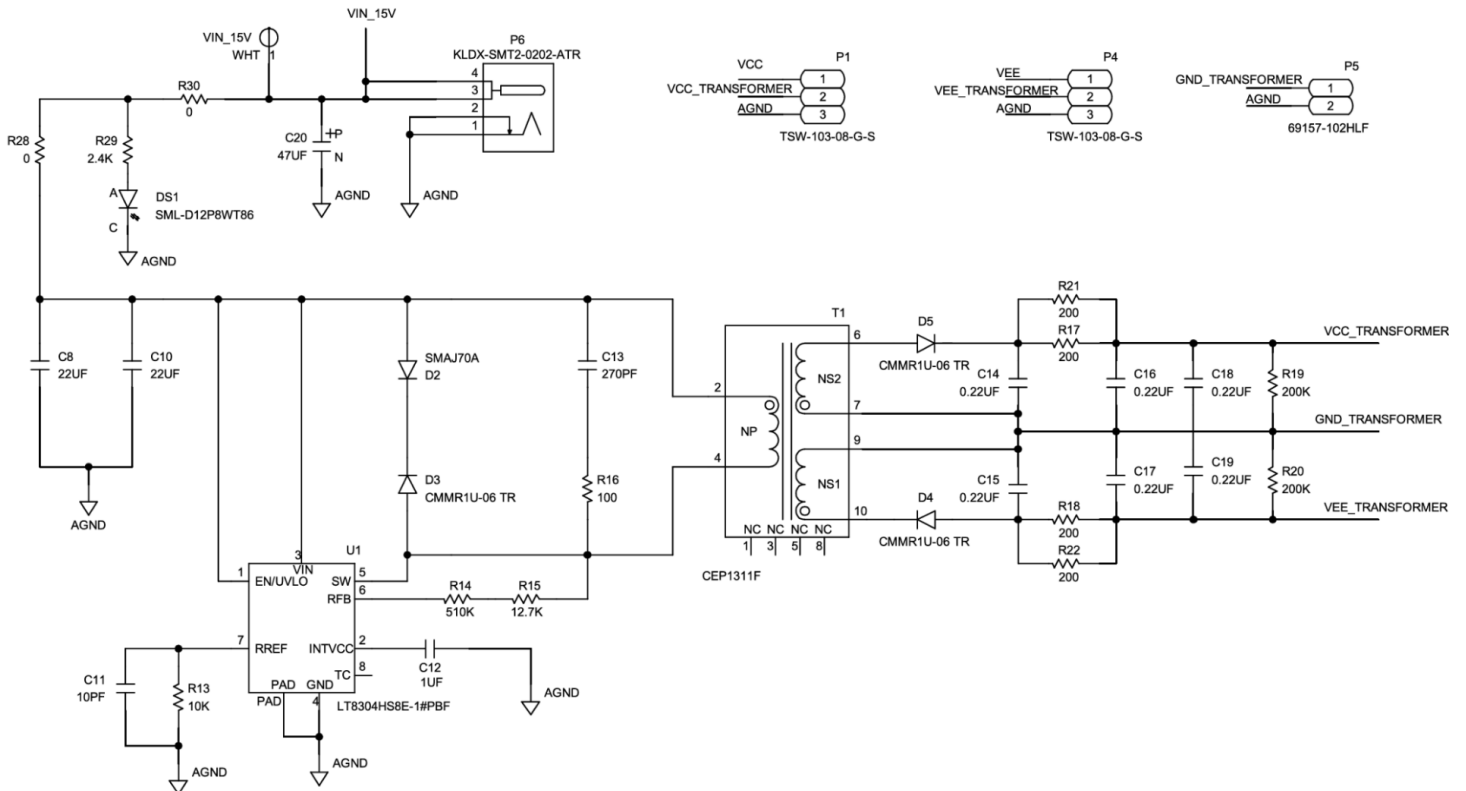 VIN_15V
VIN_15V
WHT 1
P6
KLDX-SMT2-0202-ATR
4
3
2
1
R30
0
R28
0
R29
2.4K
A
DS1
SML-D12P8WT86
C
AGND
C20
47UF
+P
N
AGND
AGND
P1
VCC
1
VCC_TRANSFORMER
2
AGND
3
TSW-103-08-G-S
P4
VEE
1
VEE_TRANSFORMER
2
AGND
3
TSW-103-08-G-S
P5
GND_TRANSFORMER
1
AGND
2
69157-102HLF
C8
22UF
C10
22UF
AGND
SMAJ70A
D2
D3
CMMR1U-06 TR
C13
270PF
R16
100
T1
2
4
NP
NS2
NS1
6
7
9
10
NC NC NC NC
1 3 5 8
CEP1311F
D5
CMMR1U-06 TR
D4
CMMR1U-06 TR
R21
200
R17
200
C14
0.22UF
C15
0.22UF
R18
200
R22
200
C16
0.22UF
C18
0.22UF
R19
200K
C17
0.22UF
C19
0.22UF
R20
200K
VCC_TRANSFORMER
GND_TRANSFORMER
VEE_TRANSFORMER
U1
3
VIN
1
EN/UVLO
SW
5
RFB
6
7
RREF
INTVCC
2
TC
8
PAD GND
PAD
4
LT8304HS8E-1#PBF
R14
510K
R15
12.7K
C12
1UF
AGND
C11
10PF
R13
10K
AGND
AGND